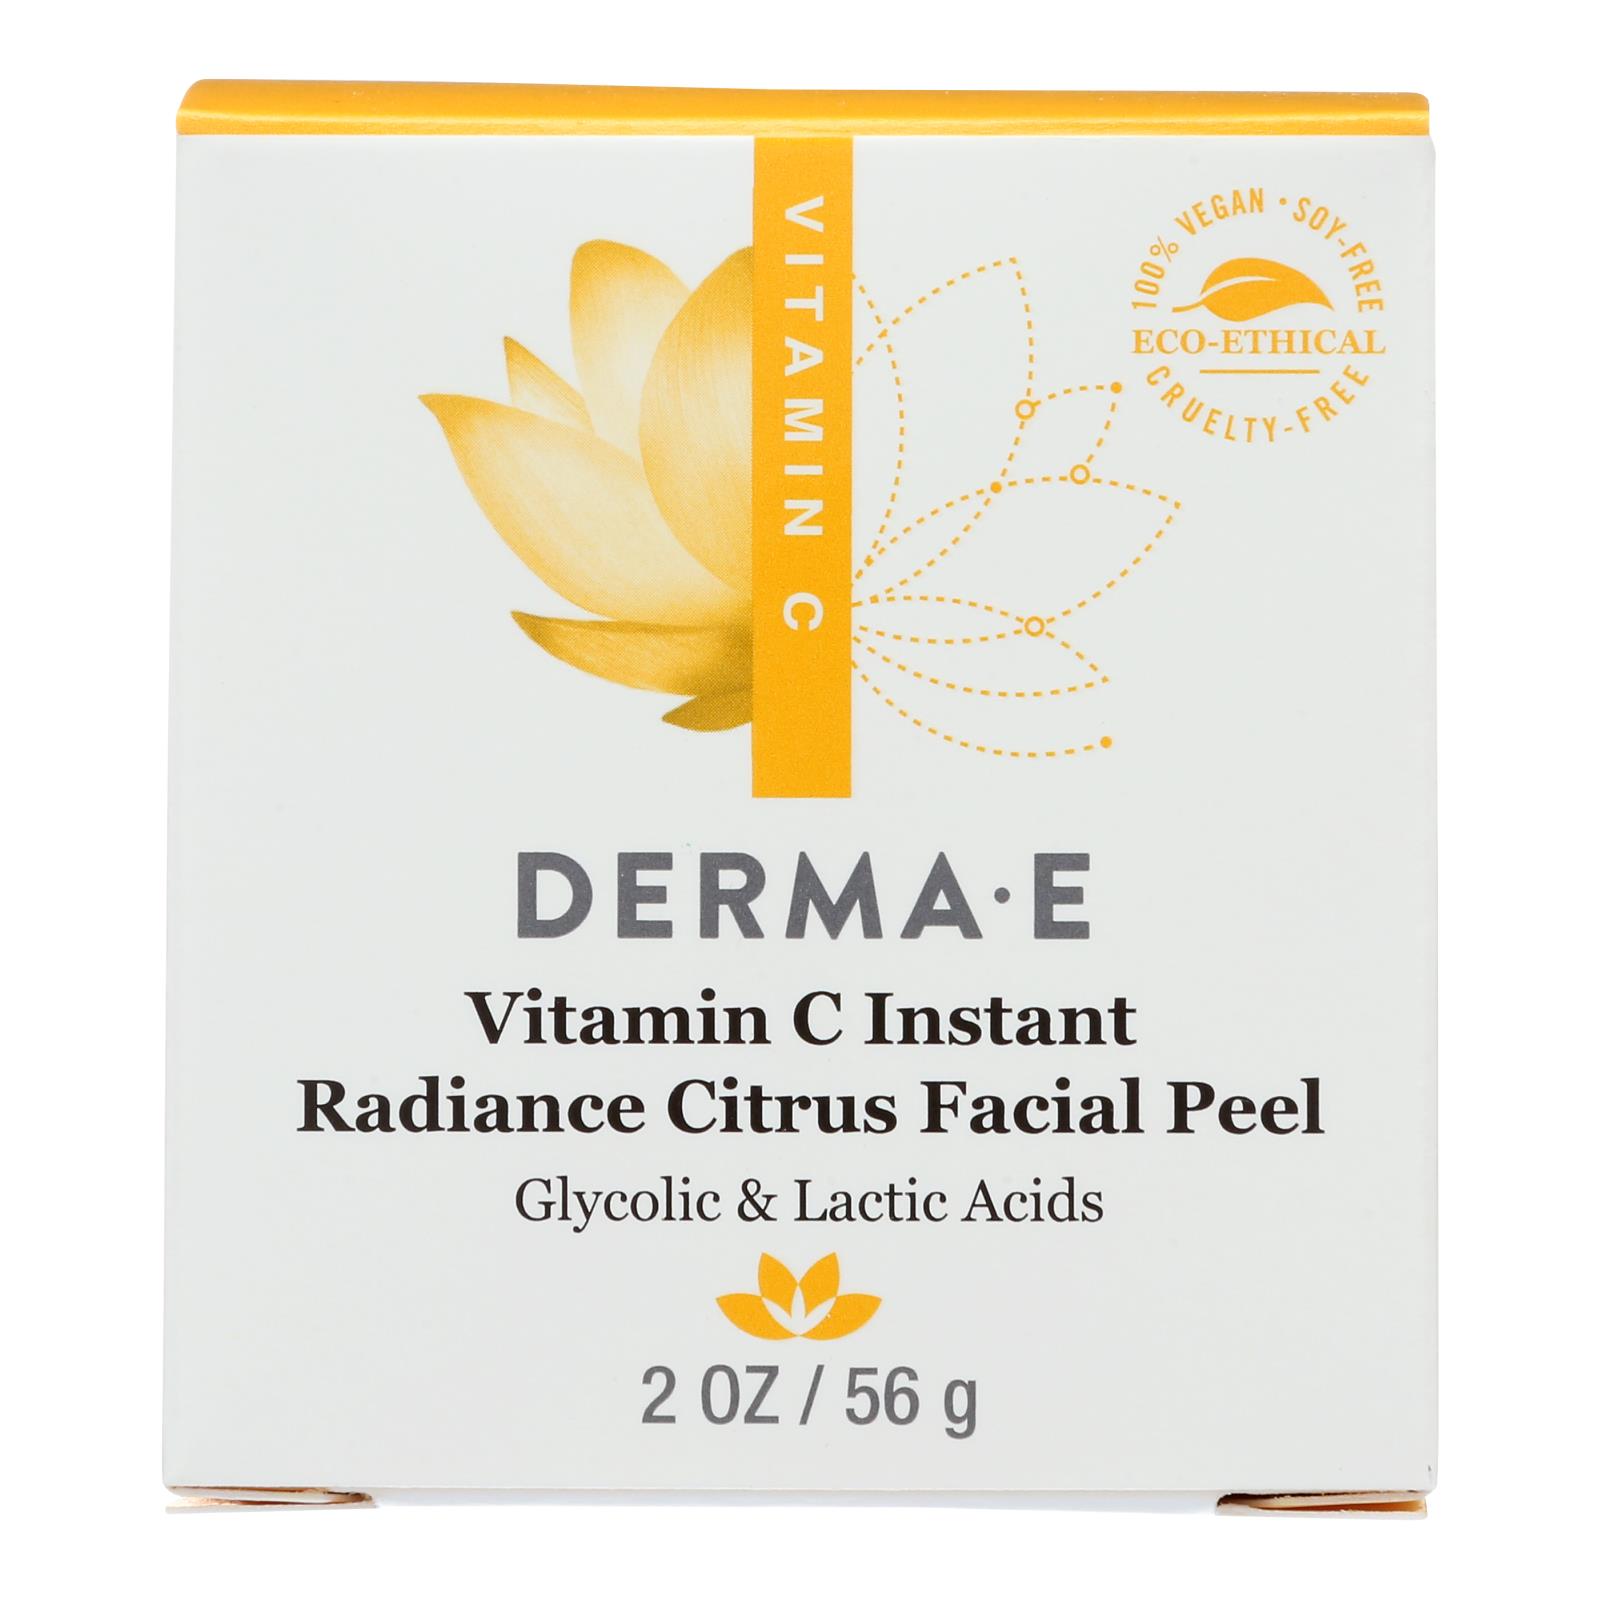 VITAMIN C
100% VEGAN • SOY-FREE
ECO-ETHICAL
CRUELTY-FREE
DERMA·E
Vitamin C Instant
Radiance Citrus Facial Peel
Glycolic & Lactic Acids
2 OZ / 56 g